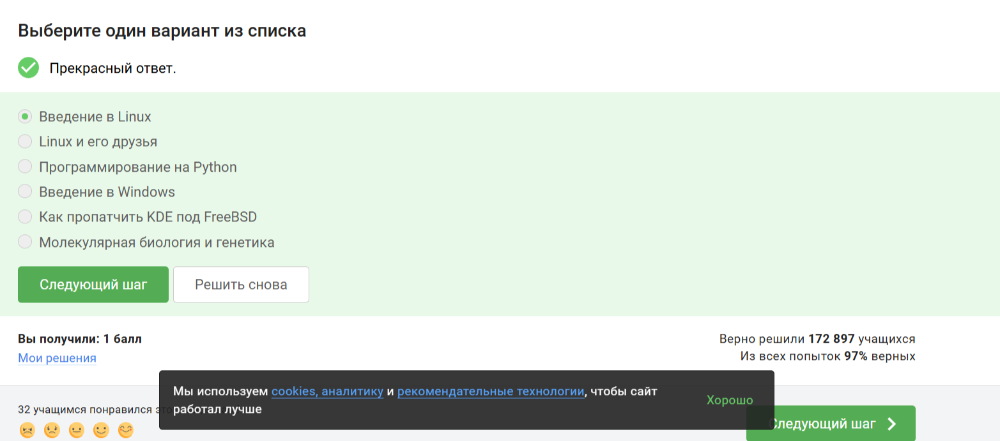 Выберите один вариант из списка
Прекрасный ответ.
Введение в Linux
Linux и его друзья
Программирование на Python
Введение в Windows
Как пропатчить KDE под FreeBSD
Молекулярная биология и генетика
Следующий шаг
Решить снова
Вы получили: 1 балл
Мои решения
Верно решили 172 897 учащихся
Из всех попыток 97% верных
Мы используем cookies, аналитику и рекомендательные технологии, чтобы сайт
работал лучше
Хорошо
32 учащимся понравился
Следующий шаг